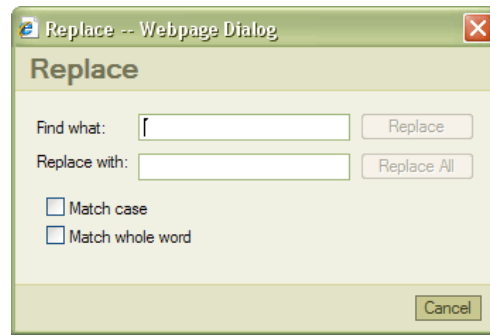 Replace -- Webpage Dialog
Replace
Find what:
Replace
Replace with:
Replace All
Match case
Match whole word
Cancel